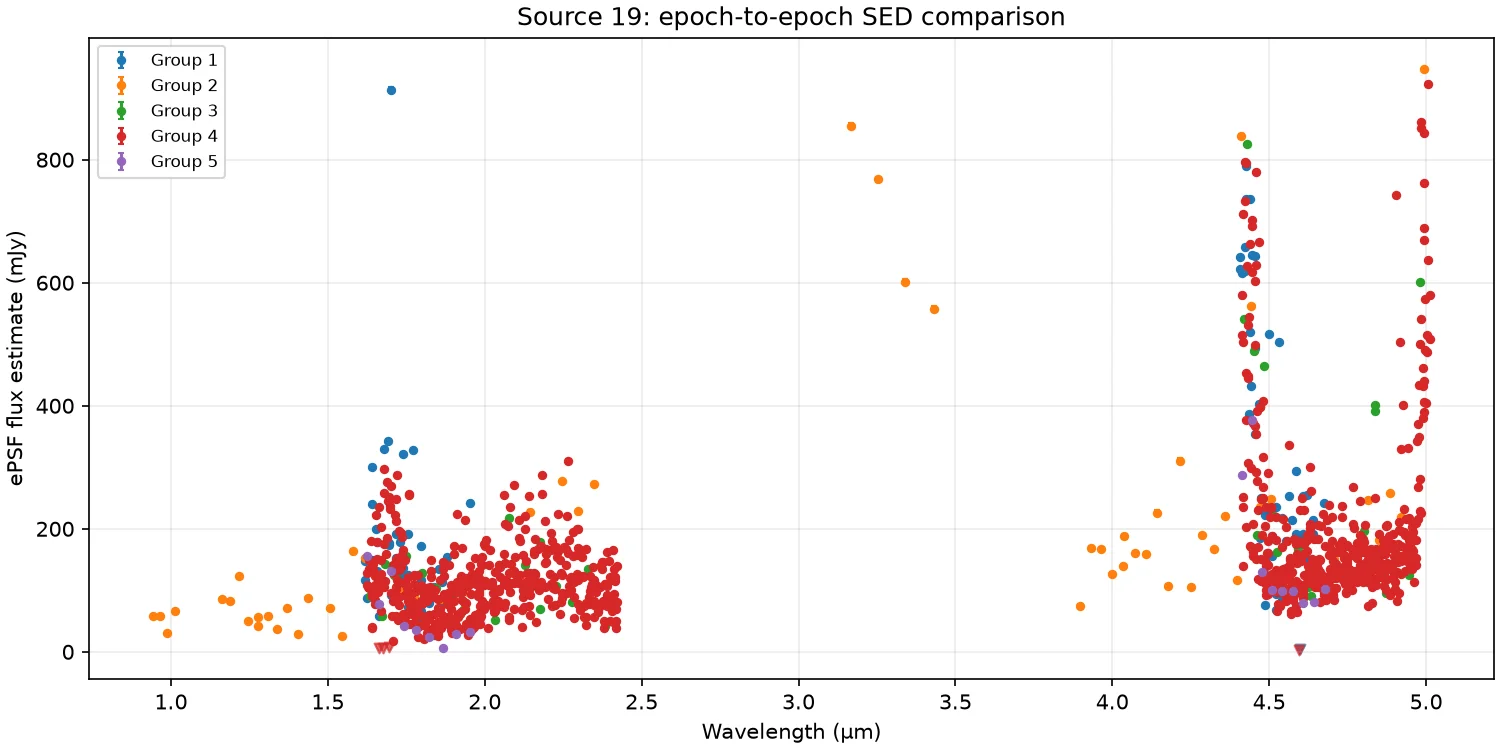 Source 19: epoch-to-epoch SED comparison
Group 1
Group 2
Group 3
Group 4
Group 5
ePSF flux estimate (mJy)
800
600
400
200
0
1.0 1.5 2.0 2.5 3.0 3.5 4.0 4.5 5.0
Wavelength (µm)